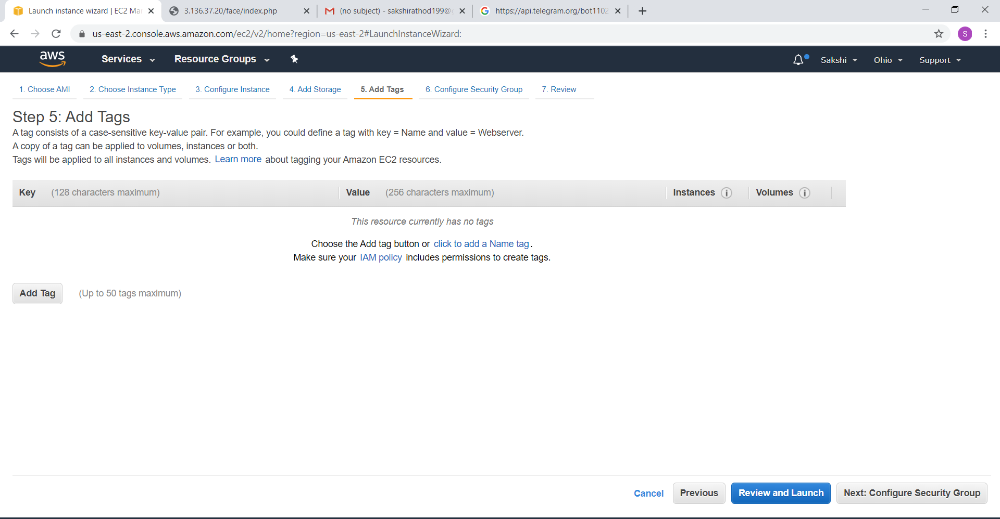 Launch instance wizard | EC2 Ma
3.136.37.20/face/index.php
(no subject) - sakshirathod199@
https://api.telegram.org/bot1102
us-east-2.console.aws.amazon.com/ec2/v2/home?region=us-east-2#LaunchInstanceWizard:
S
aws
Services
Resource Groups
Sakshi
Ohio
Support
1. Choose AMI
2. Choose Instance Type
3. Configure Instance
4. Add Storage
5. Add Tags
6. Configure Security Group
7. Review
Step 5: Add Tags
A tag consists of a case-sensitive key-value pair. For example, you could define a tag with key = Name and value = Webserver.
A copy of a tag can be applied to volumes, instances or both.
Tags will be applied to all instances and volumes. Learn more about tagging your Amazon EC2 resources.
Key (128 characters maximum)
Value (256 characters maximum)
Instances
Volumes
This resource currently has no tags
Choose the Add tag button or click to add a Name tag.
Make sure your IAM policy includes permissions to create tags.
Add Tag
(Up to 50 tags maximum)
Cancel
Previous
Review and Launch
Next: Configure Security Group